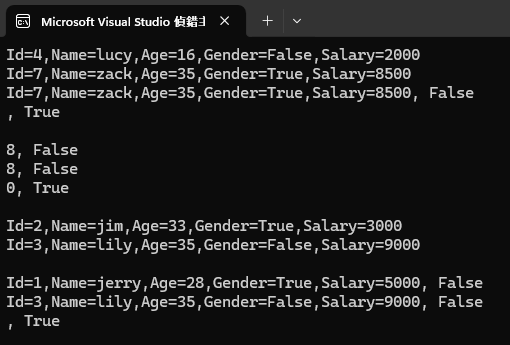 Microsoft Visual Studio 偵錯主
Id=4,Name=lucy,Age=16,Gender=False,Salary=2000
Id=7,Name=zack,Age=35,Gender=True,Salary=8500
Id=7,Name=zack,Age=35,Gender=True,Salary=8500, False
, True
8, False
8, False
0, True
Id=2,Name=jim,Age=33,Gender=True,Salary=3000
Id=3,Name=lily,Age=35,Gender=False,Salary=9000
Id=1,Name=jerry,Age=28,Gender=True,Salary=5000, False
Id=3,Name=lily,Age=35,Gender=False,Salary=9000, False
, True